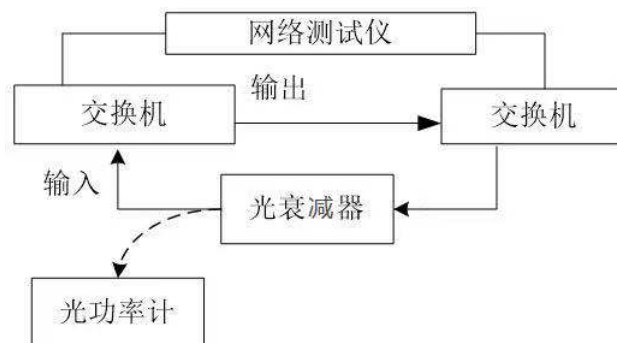 网络测试仪
输出
交换机
交换机
输入
光衰减器
光功率计